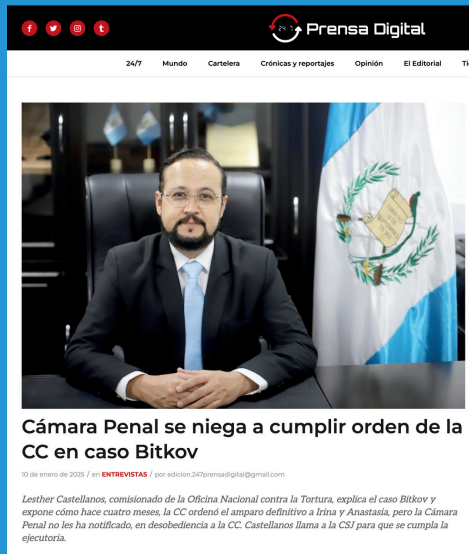 24/7 Prensa Digital
24/7 Mundo Cartelera Crónicas y reportajes Opinión El Editorial
Cámara Penal se niega a cumplir orden de la
CC en caso Bitkov
10 de enero de 2025 / en ENTREVISTAS / por edicion.247prensadigital@gmail.com
Lesther Castellanos, comisionado de la Oficina Nacional contra la Tortura, explica el caso Bitkov y
expone cómo hace cuatro meses, la CC ordenó el amparo definitivo a Irina y Anastasia, pero la Cámara
Penal no les ha notificado, en desobediencia a la CC. Castellanos llama a la CSJ para que se cumpla la
ejecutoria.